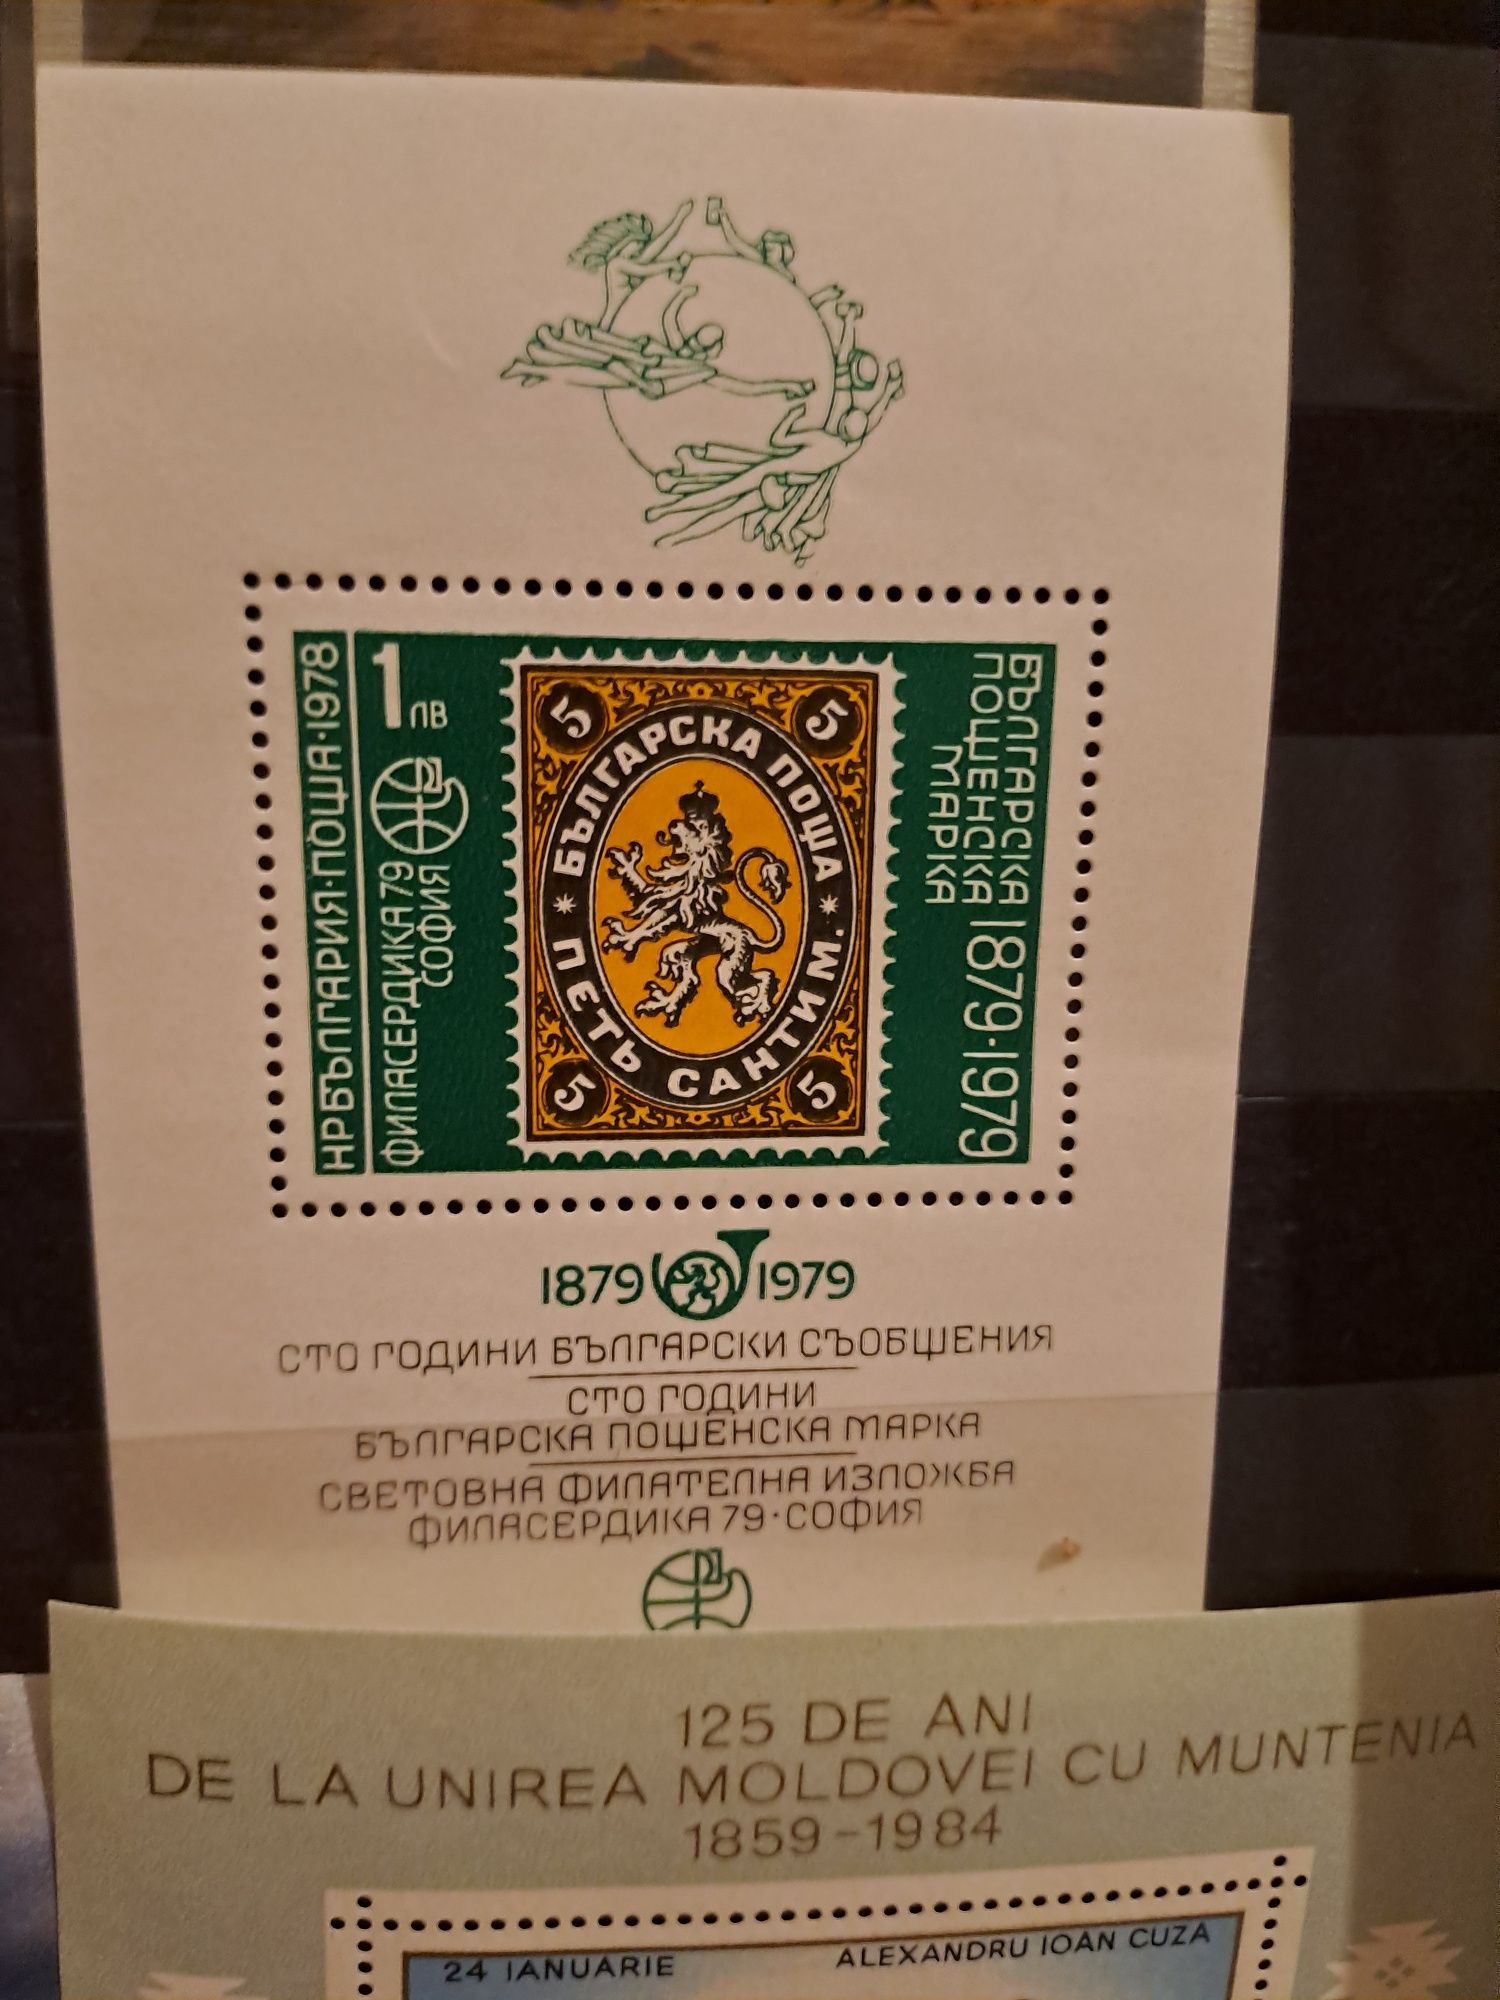 НР БЪЛГАРИЯ·ПОЩА·1978
1 ЛВ
ФИЛАСЕРДИКА 79
СОФИЯ
5 5
БЪЛГАРСКА ПОЩА
ПЕТЬ САНТИМ.
5 5
БЪЛГАРСКА 1879·1979
ПОЩЕНСКА
МАРКА
1879 1979
СТО ГОДИНИ БЪЛГАРСКИ СЪОБЩЕНИЯ
СТО ГОДИНИ
БЪЛГАРСКА ПОЩЕНСКА МАРКА
СВЕТОВНА ФИЛАТЕЛНА ИЗЛОЖБА
ФИЛАСЕРДИКА 79·СОФИЯ
125 DE ANI
DE LA UNIREA MOLDOVEI CU MUNTENIA
1859-1984
24 IANUARIE ALEXANDRU IOAN CUZA